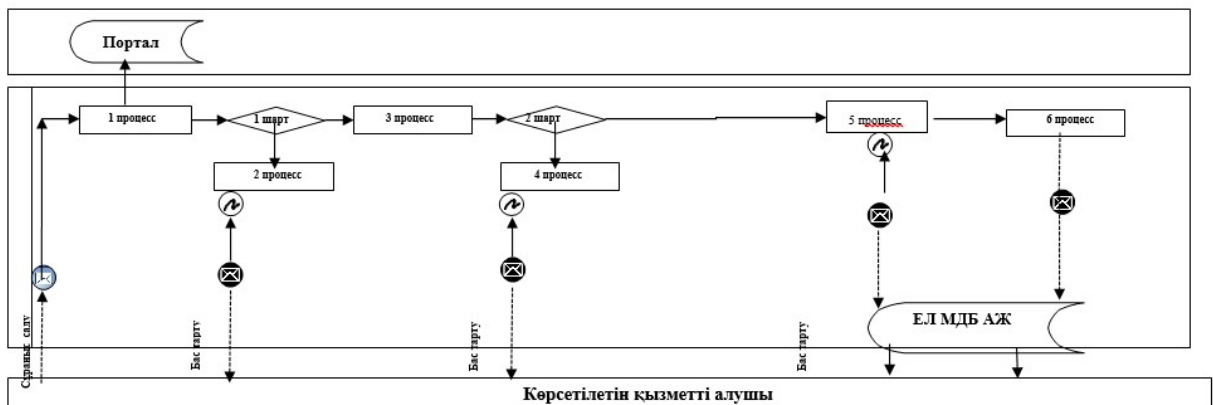 Портал
1 процесс
1 шарт
3 процесс
2 шарт
5 процесс
6 процесс
2 процесс
4 процесс
Сұраныс салу
Бас тарту
Бас тарту
Бас тарту
ЕЛ МДБ АЖ
Көрсетілетін қызметті алушы